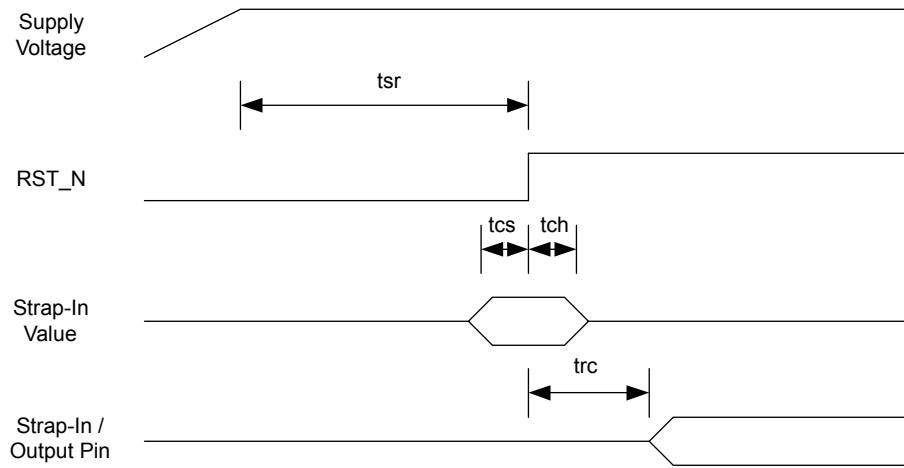 Supply
Voltage
tsr
RST_N
tcs
tch
Strap-In
Value
trc
Strap-In /
Output Pin